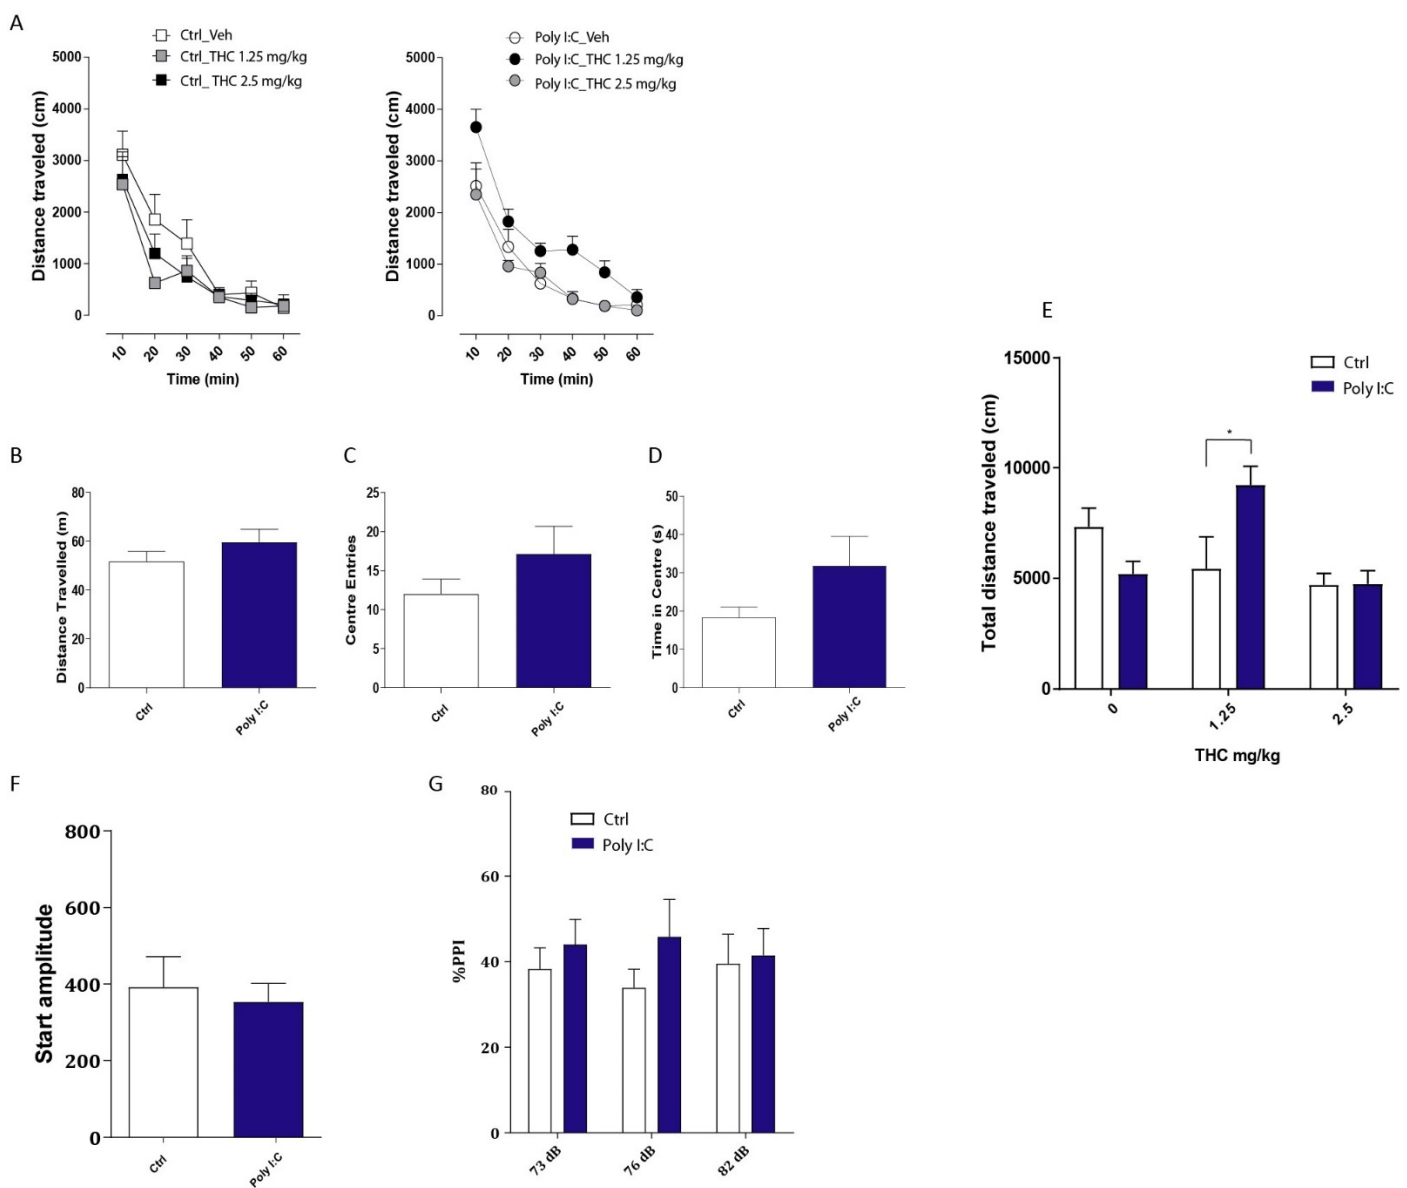 A
Ctrl_Veh
Ctrl_THC 1.25 mg/kg
Ctrl_ THC 2.5 mg/kg
5000
4000
3000
2000
1000
0
Distance traveled (cm)
10 20 30 40 50 60
Time (min)
Poly I:C_Veh
Poly I:C_THC 1.25 mg/kg
Poly I:C_THC 2.5 mg/kg
5000
4000
3000
2000
1000
0
Distance traveled (cm)
10 20 30 40 50 60
Time (min)
B
80
60
40
20
0
Distance Travelled (m)
Ctrl Poly I:C
C
25
20
15
10
5
0
Centre Entries
Ctrl Poly I:C
D
50
40
30
20
10
0
Time in Centre (s)
Ctrl Poly I:C
E
Ctrl
Poly I:C
15000
10000
5000
0
Total distance traveled (cm)
*
0 1.25 2.5
THC mg/kg
F
800
600
400
200
0
Start amplitude
Ctrl Poly I:C
G
Ctrl
Poly I:C
80
60
40
20
0
%PPI
73 dB 76 dB 82 dB